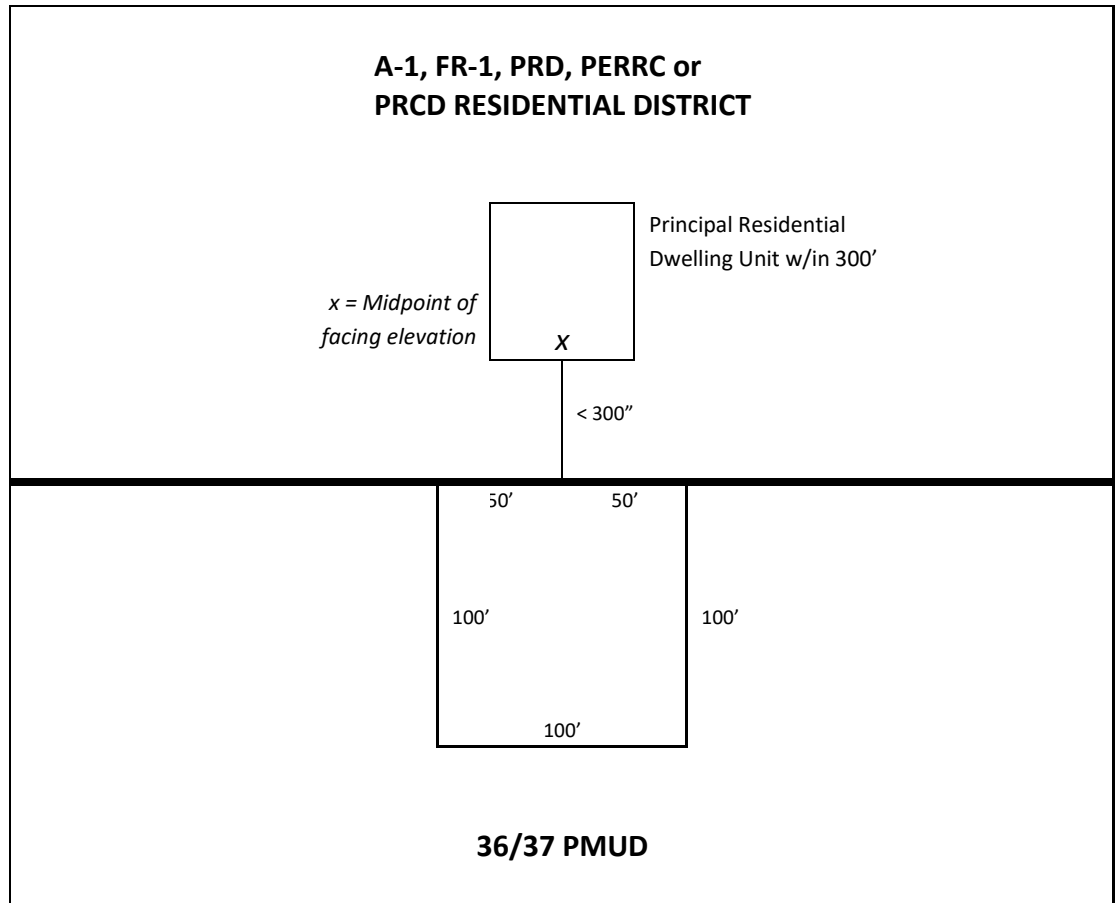 A-1, FR-1, PRD, PERRC or
PRCD RESIDENTIAL DISTRICT
Principal Residential
Dwelling Unit w/in 300’
x = Midpoint of
facing elevation
x
< 300”
50’ 50’
100’ 100’
100’
36/37 PMUD